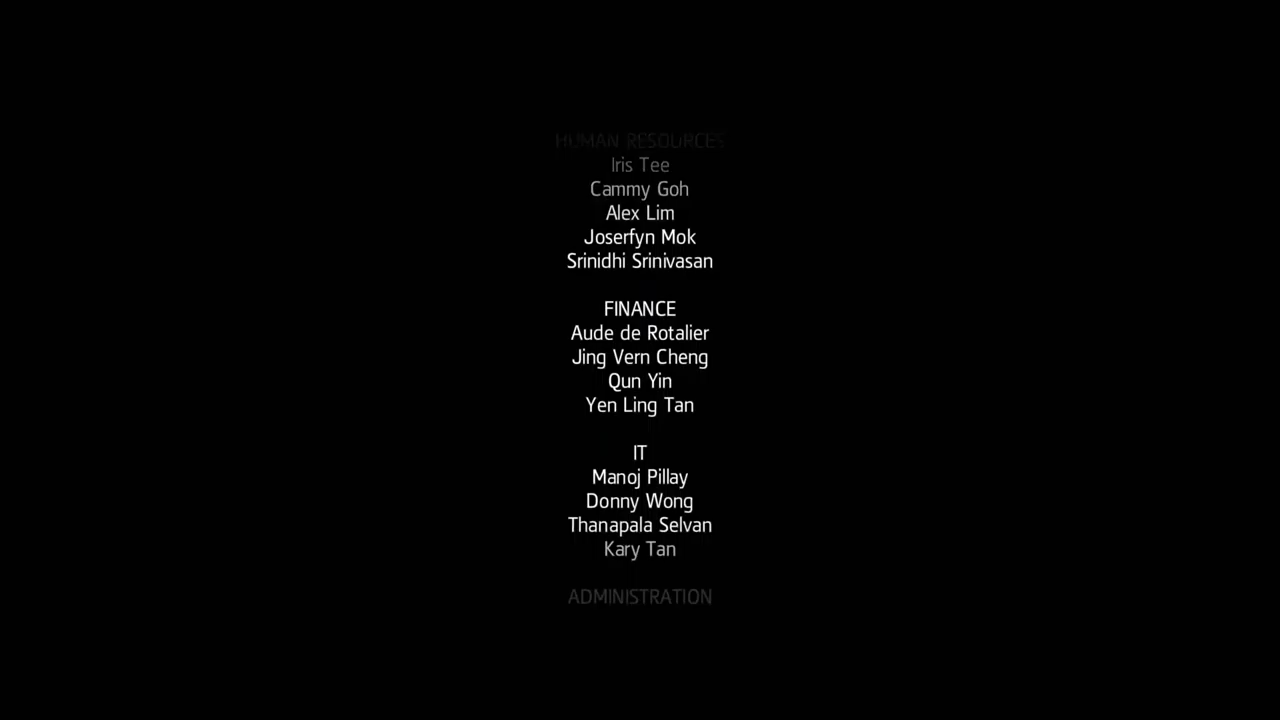 HUMAN RESOURCES
Iris Tee
Cammy Goh
Alex Lim
Joserfyn Mok
Srinidhi Srinivasan
FINANCE
Aude de Rotalier
Jing Vern Cheng
Qun Yin
Yen Ling Tan
IT
Manoj Pillay
Donny Wong
Thanapala Selvan
Kary Tan
ADMINISTRATION